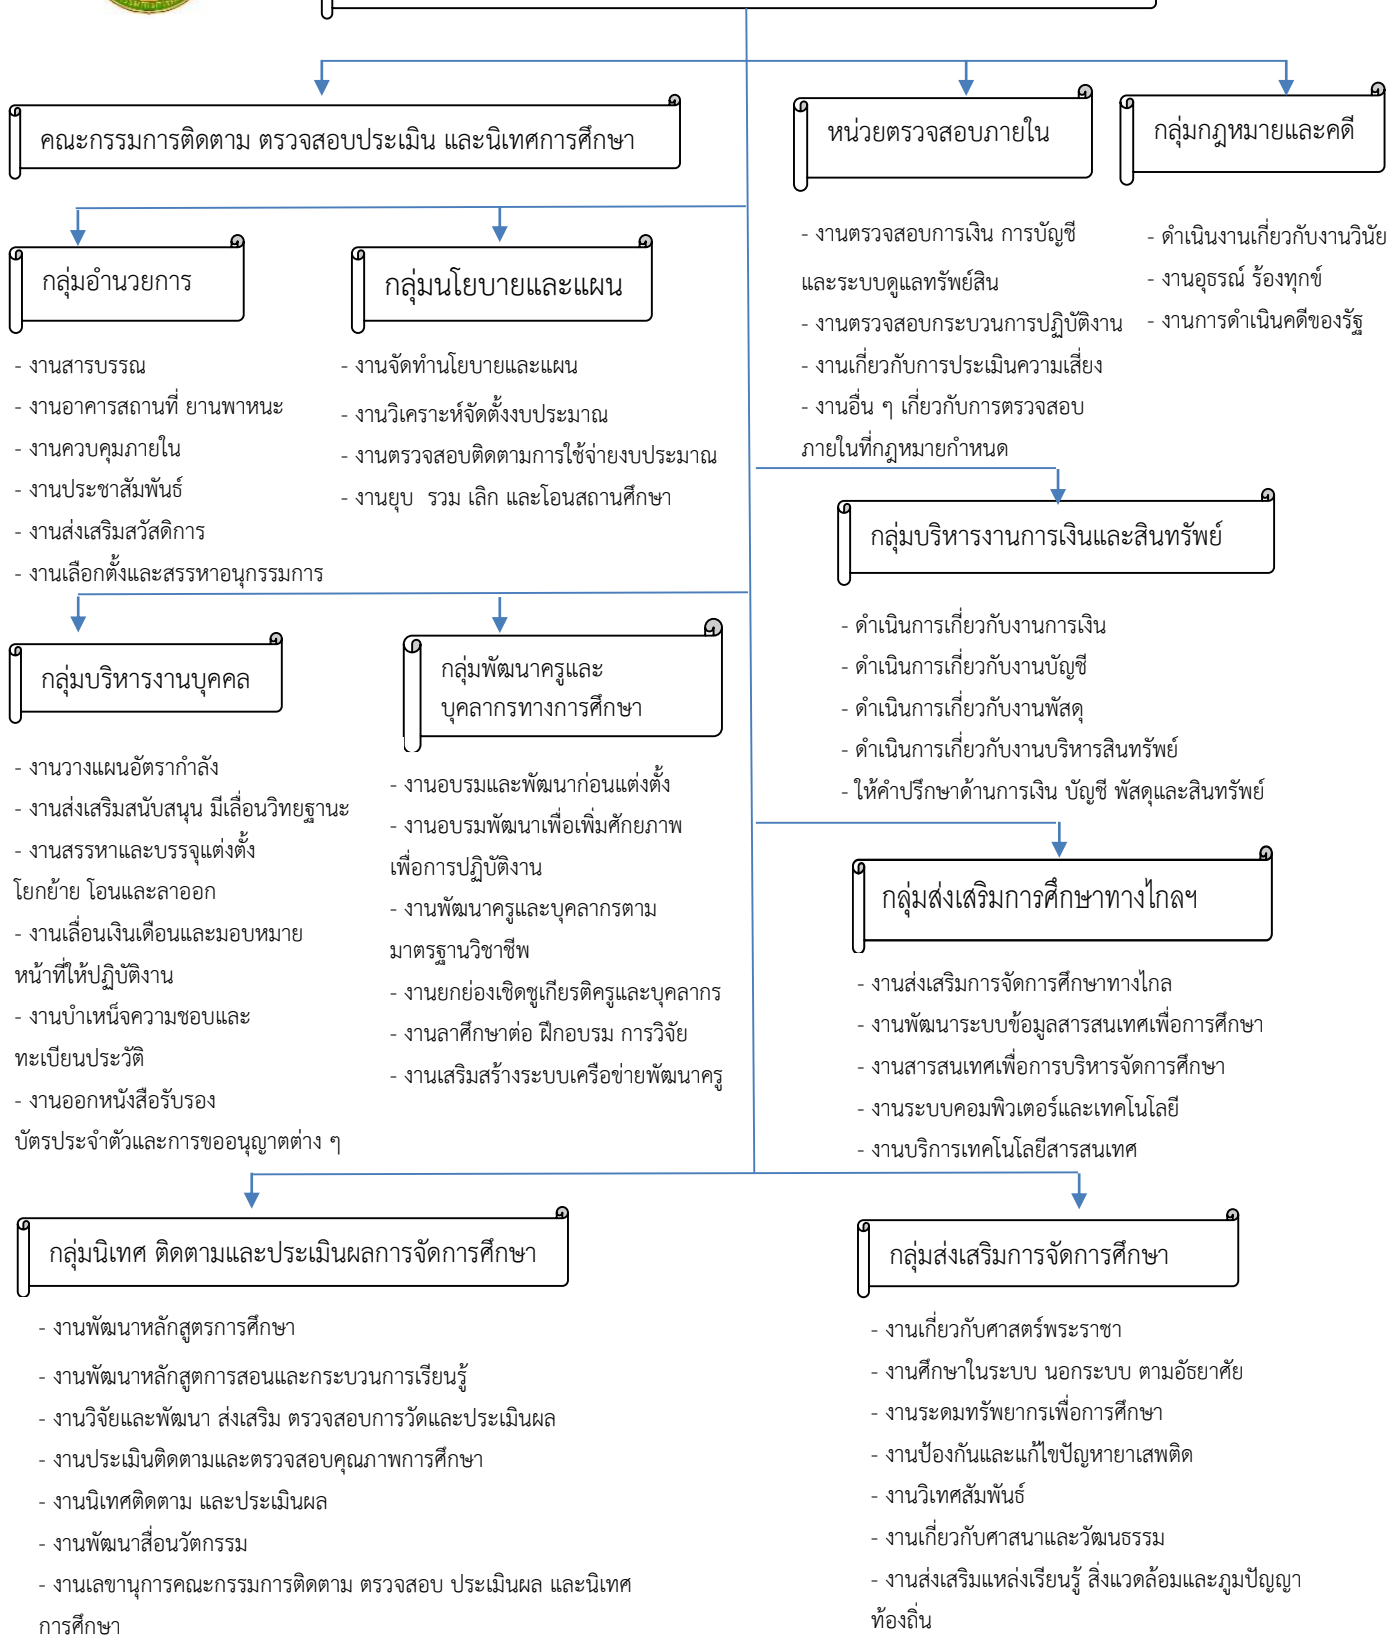 คณะกรรมการติดตาม ตรวจสอบประเมิน และนิเทศการศึกษา
หน่วยตรวจสอบภายใน
กลุ่มกฎหมายและคดี
- งานตรวจสอบการเงิน การบัญชี
และระบบดูแลทรัพย์สิน
- งานตรวจสอบกระบวนการปฏิบัติงาน
- งานเกี่ยวกับการประเมินความเสี่ยง
- งานอื่น ๆ เกี่ยวกับการตรวจสอบ
ภายในที่กฎหมายกำหนด
- ดำเนินงานเกี่ยวกับงานวินัย
- งานอุธรณ์ ร้องทุกข์
- งานการดำเนินคดีของรัฐ
กลุ่มอำนวยการ
- งานสารบรรณ
- งานอาคารสถานที่ ยานพาหนะ
- งานควบคุมภายใน
- งานประชาสัมพันธ์
- งานส่งเสริมสวัสดิการ
- งานเลือกตั้งและสรรหาอนุกรรมการ
กลุ่มนโยบายและแผน
- งานจัดทำนโยบายและแผน
- งานวิเคราะห์จัดตั้งงบประมาณ
- งานตรวจสอบติดตามการใช้จ่ายงบประมาณ
- งานยุบ รวม เลิก และโอนสถานศึกษา
กลุ่มบริหารงานการเงินและสินทรัพย์
- ดำเนินการเกี่ยวกับงานการเงิน
- ดำเนินการเกี่ยวกับงานบัญชี
- ดำเนินการเกี่ยวกับงานพัสดุ
- ดำเนินการเกี่ยวกับงานบริหารสินทรัพย์
- ให้คำปรึกษาด้านการเงิน บัญชี พัสดุและสินทรัพย์
กลุ่มบริหารงานบุคคล
- งานวางแผนอัตรากำลัง
- งานส่งเสริมสนับสนุน มีเลื่อนวิทยฐานะ
- งานสรรหาและบรรจุแต่งตั้ง
โยกย้าย โอนและลาออก
- งานเลื่อนเงินเดือนและมอบหมาย
หน้าที่ให้ปฏิบัติงาน
- งานบำเหน็จความชอบและ
ทะเบียนประวัติ
- งานออกหนังสือรับรอง
บัตรประจำตัวและการขออนุญาตต่าง ๆ
กลุ่มพัฒนาครูและ
บุคลากรทางการศึกษา
- งานอบรมและพัฒนาก่อนแต่งตั้ง
- งานอบรมพัฒนาเพื่อเพิ่มศักยภาพ
เพื่อการปฏิบัติงาน
- งานพัฒนาครูและบุคลากรตาม
มาตรฐานวิชาชีพ
- งานยกย่องเชิดชูเกียรติครูและบุคลากร
- งานลาศึกษาต่อ ฝึกอบรม การวิจัย
- งานเสริมสร้างระบบเครือข่ายพัฒนาครู
กลุ่มส่งเสริมการศึกษาทางไกลฯ
- งานส่งเสริมการจัดการศึกษาทางไกล
- งานพัฒนาระบบข้อมูลสารสนเทศเพื่อการศึกษา
- งานสารสนเทศเพื่อการบริหารจัดการศึกษา
- งานระบบคอมพิวเตอร์และเทคโนโลยี
- งานบริการเทคโนโลยีสารสนเทศ
กลุ่มนิเทศ ติดตามและประเมินผลการจัดการศึกษา
- งานพัฒนาหลักสูตรการศึกษา
- งานพัฒนาหลักสูตการสอนและกระบวนการเรียนรู้
- งานวิจัยและพัฒนา ส่งเสริม ตรวจสอบการวัดและประเมินผล
- งานประเมินติดตามและตรวจสอบคุณภาพการศึกษา
- งานนิเทศติดตาม และประเมินผล
- งานพัฒนาสื่อนวัตกรรม
- งานเลขานุการคณะกรรมการติดตาม ตรวจสอบ ประเมินผล และนิเทศ
การศึกษา
กลุ่มส่งเสริมการจัดการศึกษา
- งานเกี่ยวกับศาสตร์พระราชา
- งานศึกษาในระบบ นอกระบบ ตามอัธยาศัย
- งานระดมทรัพยากรเพื่อการศึกษา
- งานป้องกันและแก้ไขปัญหายาเสพติด
- งานวิเทศสัมพันธ์
- งานเกี่ยวกับศาสนาและวัฒนธรรม
- งานส่งเสริมแหล่งเรียนรู้ สิ่งแวดล้อมและภูมปัญญา
ท้องถิ่น